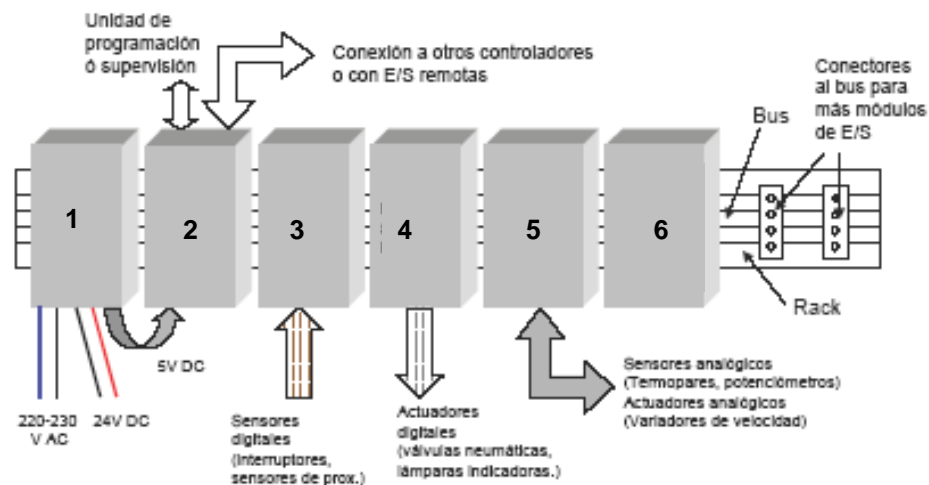 Unidad de
programación
ó supervisión
Conexión a otros controladores
o con E/S remotas
Conectores
al bus para
más módulos
de E/S
Bus
1
2
3
4
5
6
Rack
5V DC
220-230
V AC
24V DC
Sensores
digitales
(Interruptores,
sensores de prox.)
Actuadores
digitales
(válvulas neumáticas,
lámparas indicadoras.)
Sensores analógicos
(Termopares, potenciómetros)
Actuadores analógicos
(Variadores de velocidad)